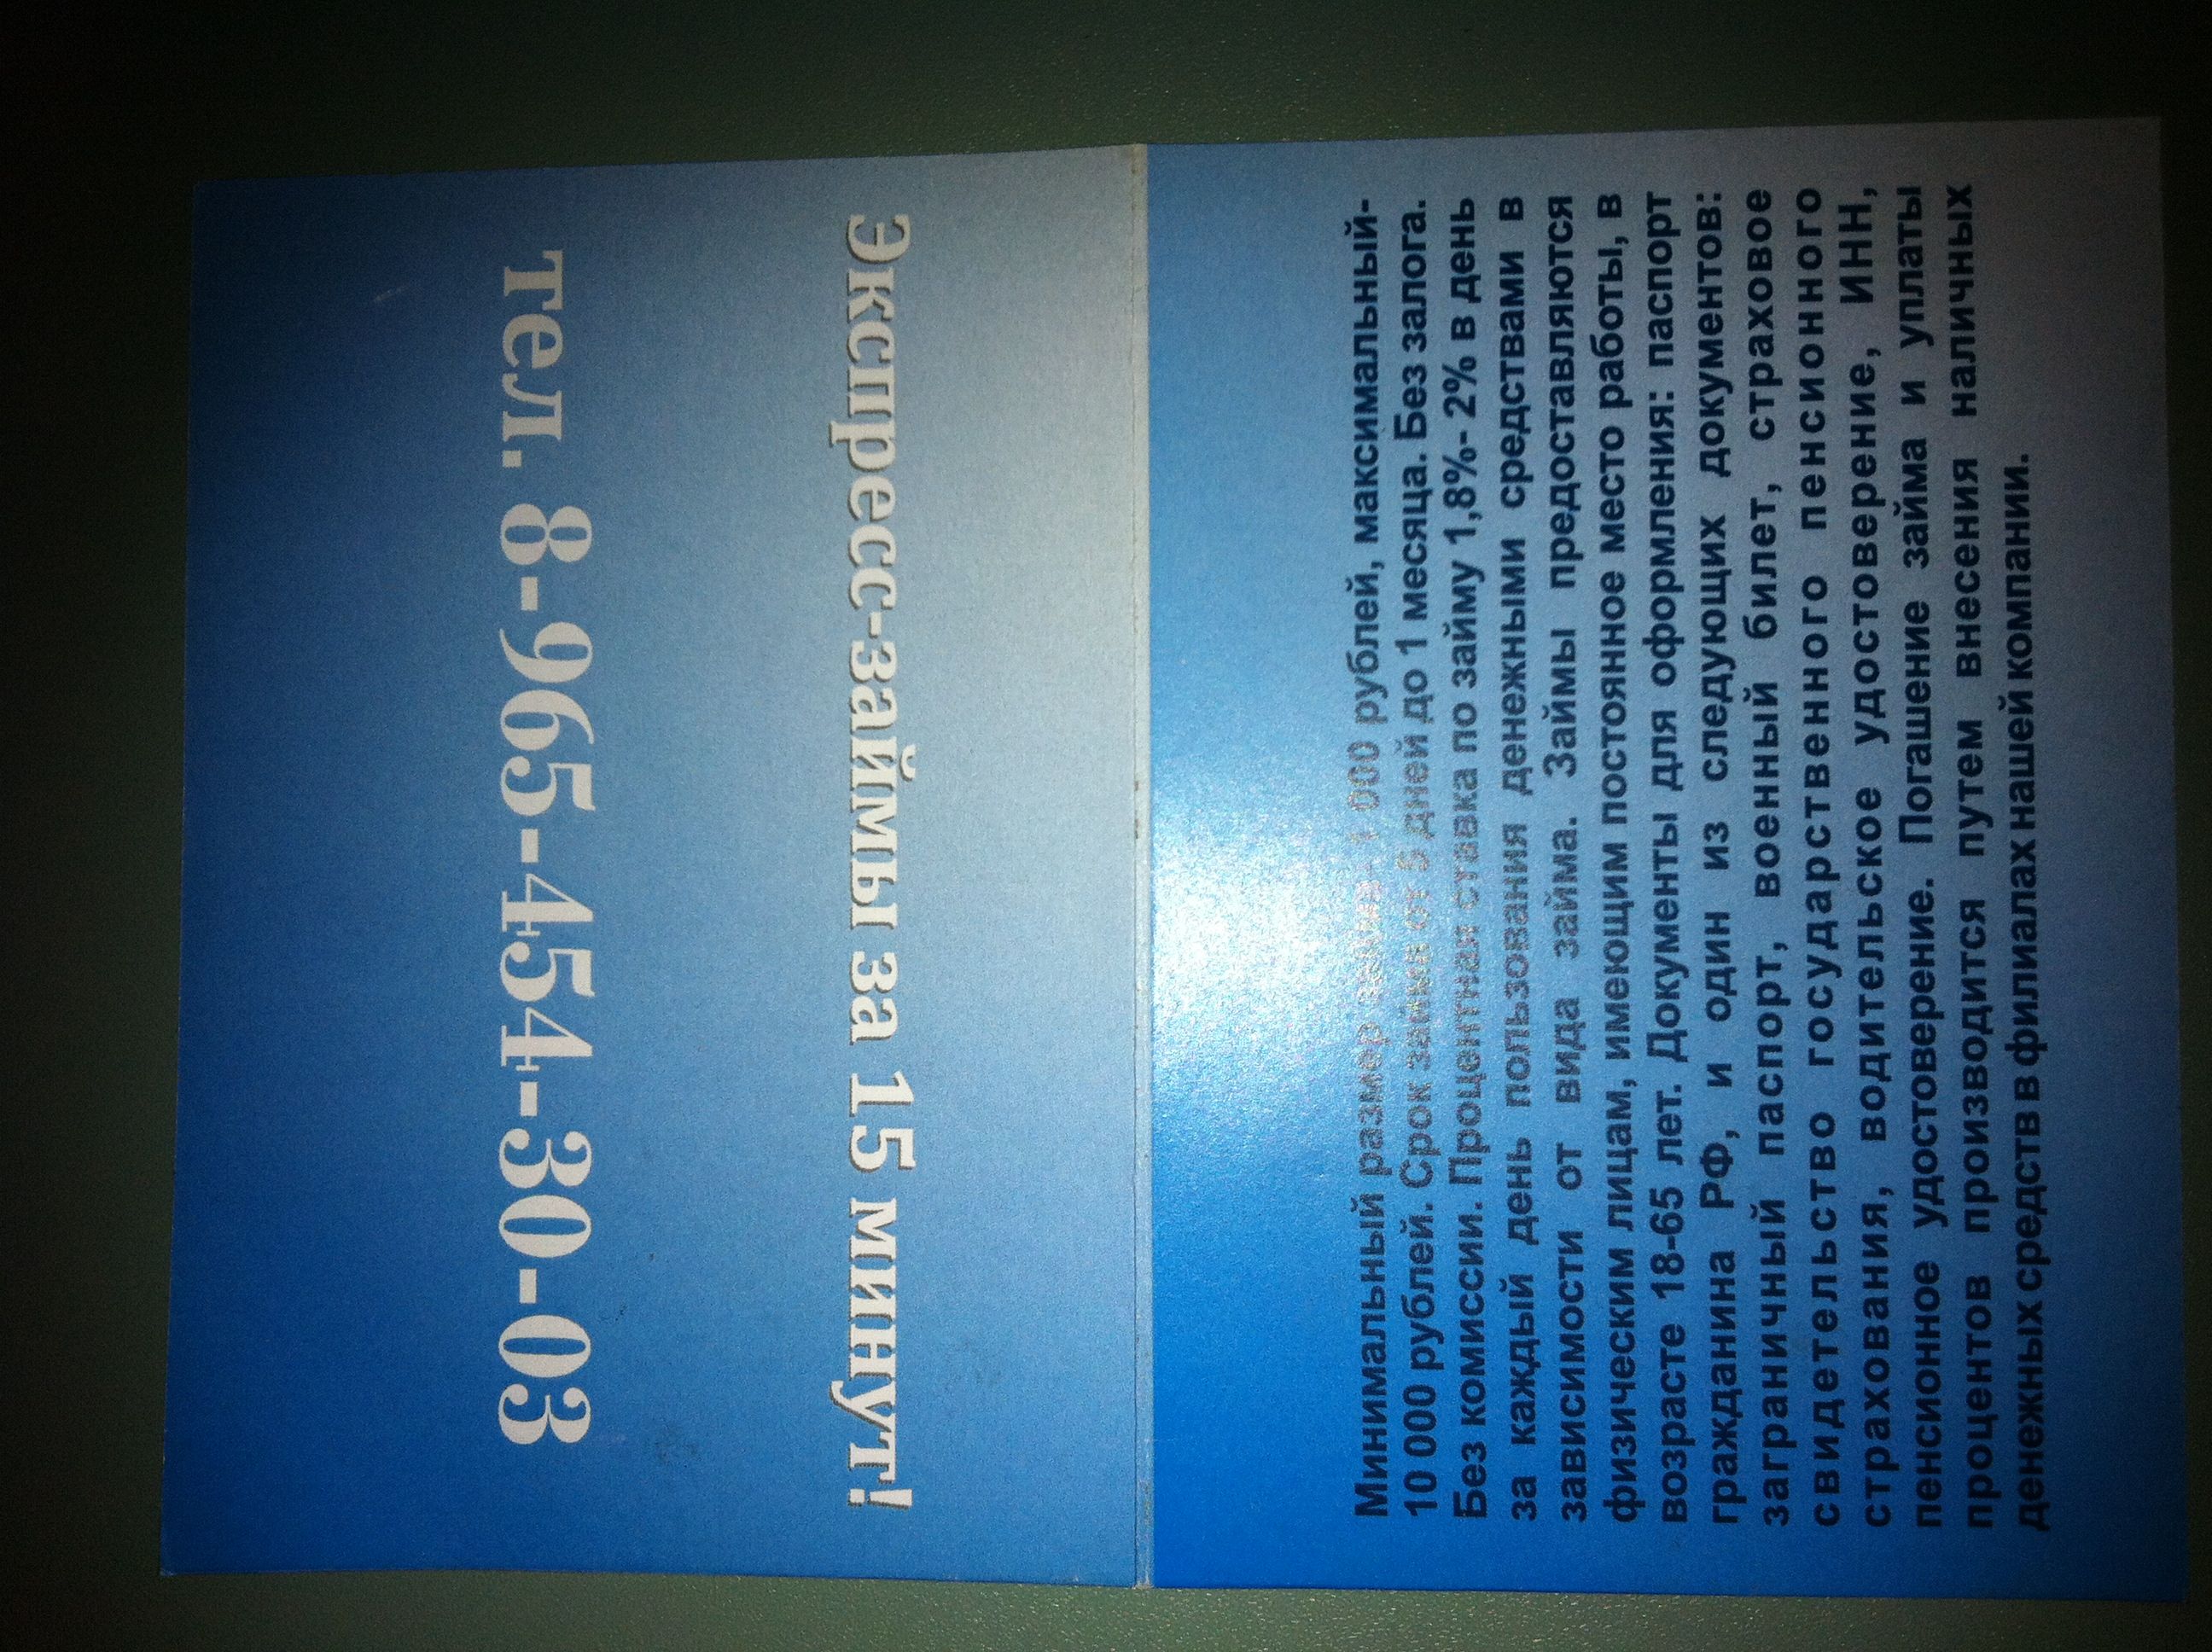 Экспресс-займы за 15 минут!
тел. 8-965-454-30-03
Минимальный размер займа- 1 000 рублей, максимальный-
10 000 рублей. Срок займа от 5 дней до 1 месяца. Без залога.
Без комиссии. Процентная ставка по займу 1,8%- 2% в день
за каждый день пользования денежными средствами в
зависимости от вида займа. Займы предоставляются
физическим лицам, имеющим постоянное место работы, в
возрасте 18-65 лет. Документы для оформления: паспорт
гражданина РФ, и один из следующих документов:
заграничный паспорт, военный билет, страховое
свидетельство государственного пенсионного
страхования, водительское удостоверение, ИНН,
пенсионное удостоверение. Погашение займа и уплаты
процентов производится путем внесения наличных
денежных средств в филиалах нашей компании.